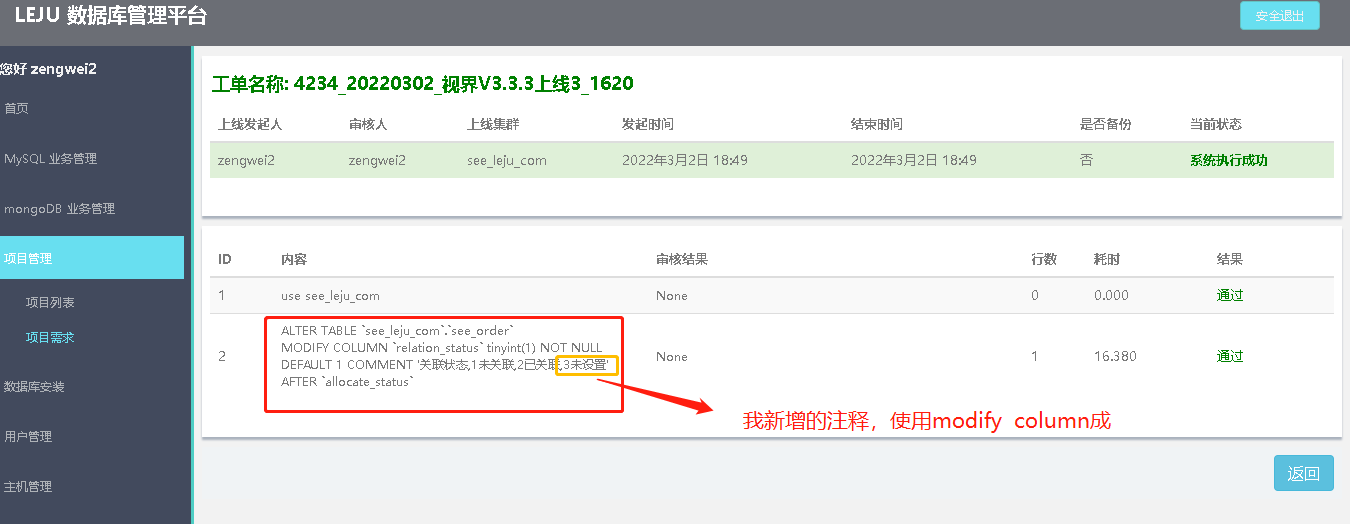 LEJU 数据库管理平台
安全退出
您好 zengwei2
首页
MySQL 业务管理
mongoDB 业务管理
项目管理
项目列表
项目需求
数据库安装
用户管理
主机管理
工单名称: 4234_20220302_视界V3.3.3上线3_1620
上线发起人 审核人 上线集群 发起时间 结束时间 是否备份 当前状态
zengwei2 zengwei2 see_leju_com 2022年3月2日 18:49 2022年3月2日 18:49 否 系统执行成功
ID 内容 审核结果 行数 耗时 结果
1 use see_leju_com None 0 0.000 通过
2 ALTER TABLE `see_leju_com`.`see_order`
MODIFY COLUMN `relation_status` tinyint(1) NOT NULL
DEFAULT 1 COMMENT '关联状态,1未关联,2已关联,3未设置'
AFTER `allocate_status`
None 1 16.380 通过
我新增的注释，使用modify column成
返回